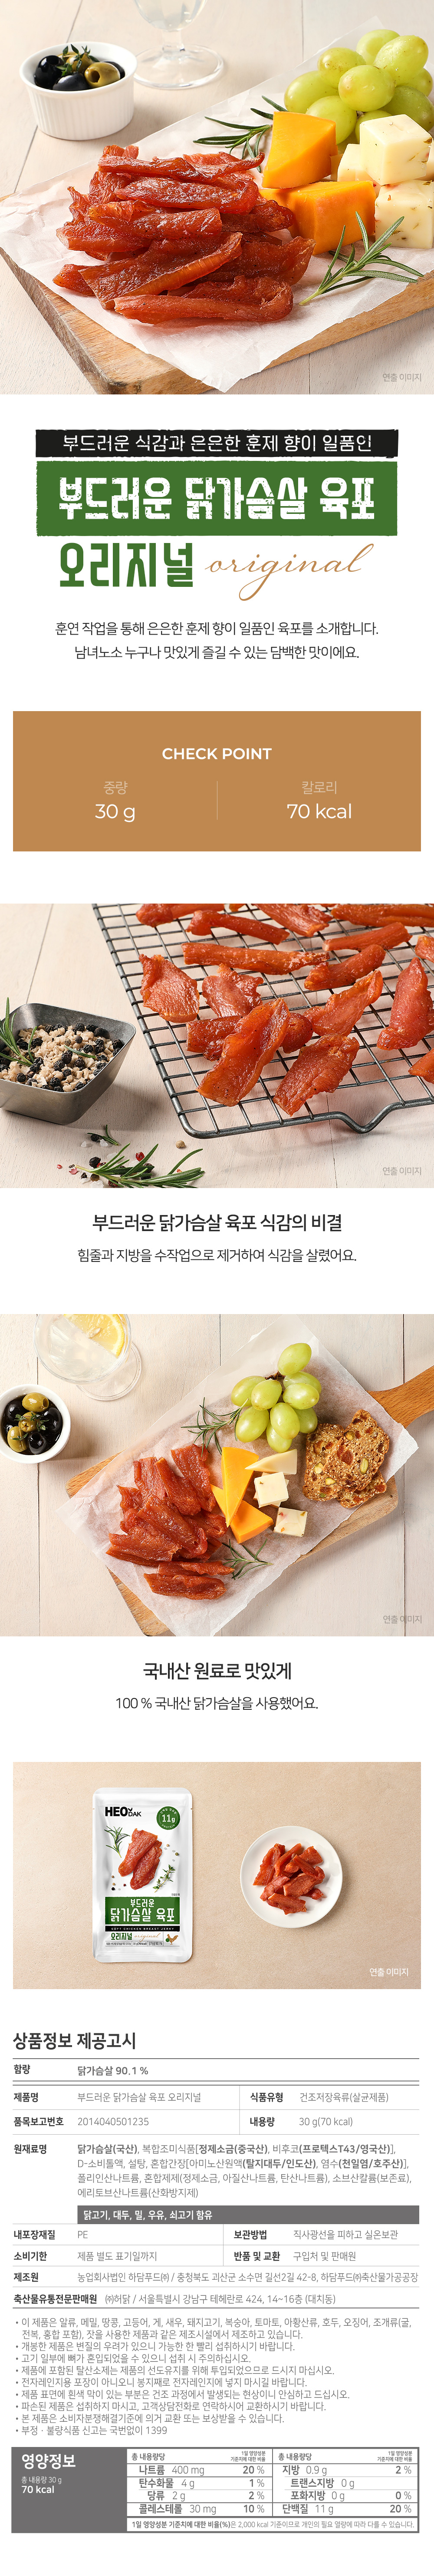 연출 이미지
부드러운 식감과 은은한 훈제 향이 일품인
부드러운 닭가슴살 육포
오리지널 original
훈연 작업을 통해 은은한 훈제 향이 일품인 육포를 소개합니다.
남녀노소 누구나 맛있게 즐길 수 있는 담백한 맛이에요.
CHECK POINT
중량
30 g
칼로리
70 kcal
연출 이미지
부드러운 닭가슴살 육포 식감의 비결
힘줄과 지방을 수작업으로 제거하여 식감을 살렸어요.
연출 이미지
국내산 원료로 맛있게
100 % 국내산 닭가슴살을 사용했어요.
HEO DAK
11g
부드러운
닭가슴살 육포
SOFT CHICKEN BREAST JERKY
오리지널 original
연출 이미지
상품정보 제공고시
함량 닭가슴살 90.1 %
제품명 부드러운 닭가슴살 육포 오리지널 식품유형 건조저장육류(살균제품)
품목보고번호 2014040501235 내용량 30 g(70 kcal)
원재료명 닭가슴살(국산), 복합조미식품[정제소금(중국산), 비후코(프로텍스T43/영국산)],
D-소비톨액, 설탕, 혼합간장[아미노산원액(탈지대두/인도산), 염수(천일염/호주산)],
폴리인산나트륨, 혼합제제(정제소금, 아질산나트륨, 탄산나트륨), 소브산칼륨(보존료),
에리토브산나트륨(산화방지제)
닭고기, 대두, 밀, 우유, 쇠고기 함유
내포장재질 PE 보관방법 직사광선을 피하고 실온보관
소비기한 제품 별도 표기일까지 반품 및 교환 구입처 및 판매원
제조원 농업회사법인 하담푸드㈜ / 충청북도 괴산군 소수면 길선2길 42-8, 하담푸드㈜축산물가공공장
축산물유통전문판매원 ㈜허닭 / 서울특별시 강남구 테헤란로 424, 14~16층 (대치동)
• 이 제품은 알류, 메밀, 땅콩, 고등어, 게, 새우, 돼지고기, 복숭아, 토마토, 아황산류, 호두, 오징어, 조개류(굴,
전복, 홍합 포함), 잣을 사용한 제품과 같은 제조시설에서 제조하고 있습니다.
• 개봉한 제품은 변질의 우려가 있으니 가능한 한 빨리 섭취하시기 바랍니다.
• 고기 일부에 뼈가 혼입되었을 수 있으니 섭취 시 주의하십시오.
• 제품에 포함된 탈산소제는 제품의 선도유지를 위해 투입되었으므로 드시지 마십시오.
• 전자레인지용 포장이 아니오니 봉지째로 전자레인지에 넣지 마시길 바랍니다.
• 제품 표면에 흰색 막이 있는 부분은 건조 과정에서 발생되는 현상이니 안심하고 드십시오.
• 파손된 제품은 섭취하지 마시고, 고객상담전화로 연락하시어 교환하시기 바랍니다.
• 본 제품은 소비자분쟁해결기준에 의거 교환 또는 보상받을 수 있습니다.
• 부정 · 불량식품 신고는 국번없이 1399
영양정보
총 내용량 30 g
70 kcal
총 내용량당 1일 영양성분 기준치에 대한 비율 총 내용량당 1일 영양성분 기준치에 대한 비율
나트륨 400 mg 20 % 지방 0.9 g 2 %
탄수화물 4 g 1 % 트랜스지방 0 g
당류 2 g 2 % 포화지방 0 g 0 %
콜레스테롤 30 mg 10 % 단백질 11 g 20 %
1일 영양성분 기준치에 대한 비율(%)은 2,000 kcal 기준이므로 개인의 필요 열량에 따라 다를 수 있습니다.